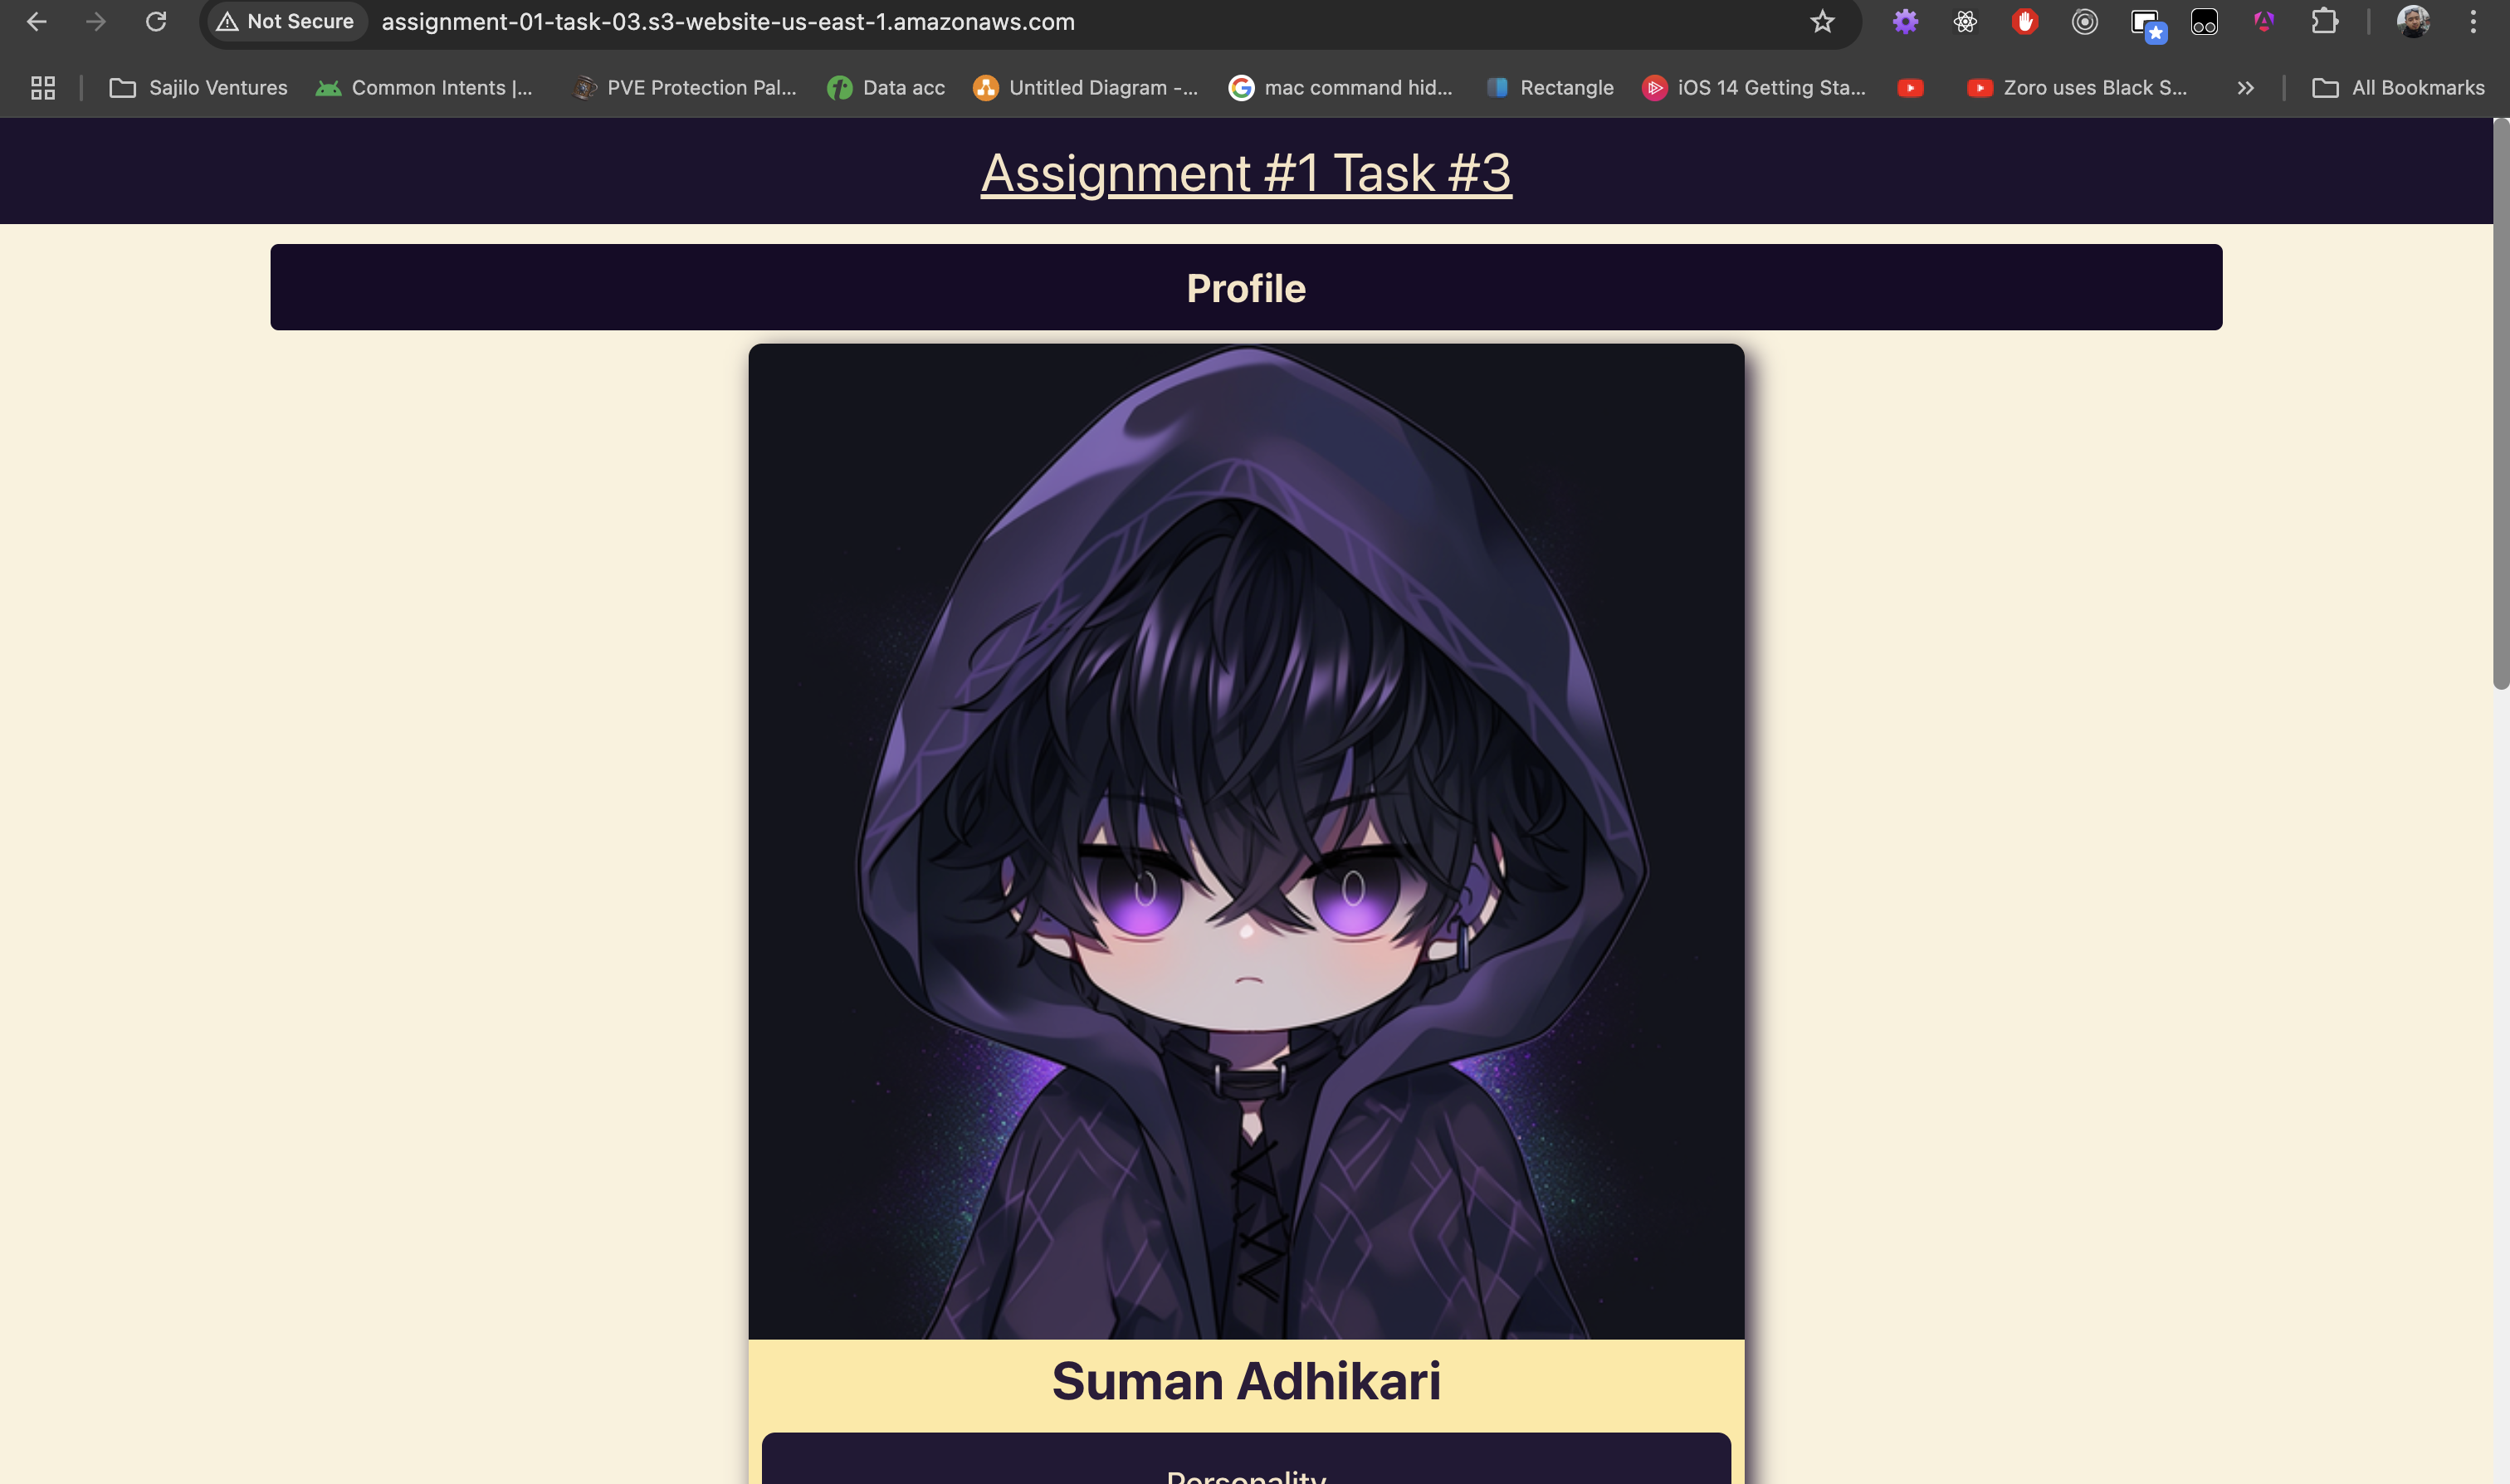 Not Secure assignment-01-task-03.s3-website-us-east-1.amazonaws.com
Sajilo Ventures Common Intents |... PVE Protection Pal... Data acc Untitled Diagram -... mac command hid... Rectangle iOS 14 Getting Sta... Zoro uses Black S... All Bookmarks
Assignment #1 Task #3
Profile
Suman Adhikari
Personality